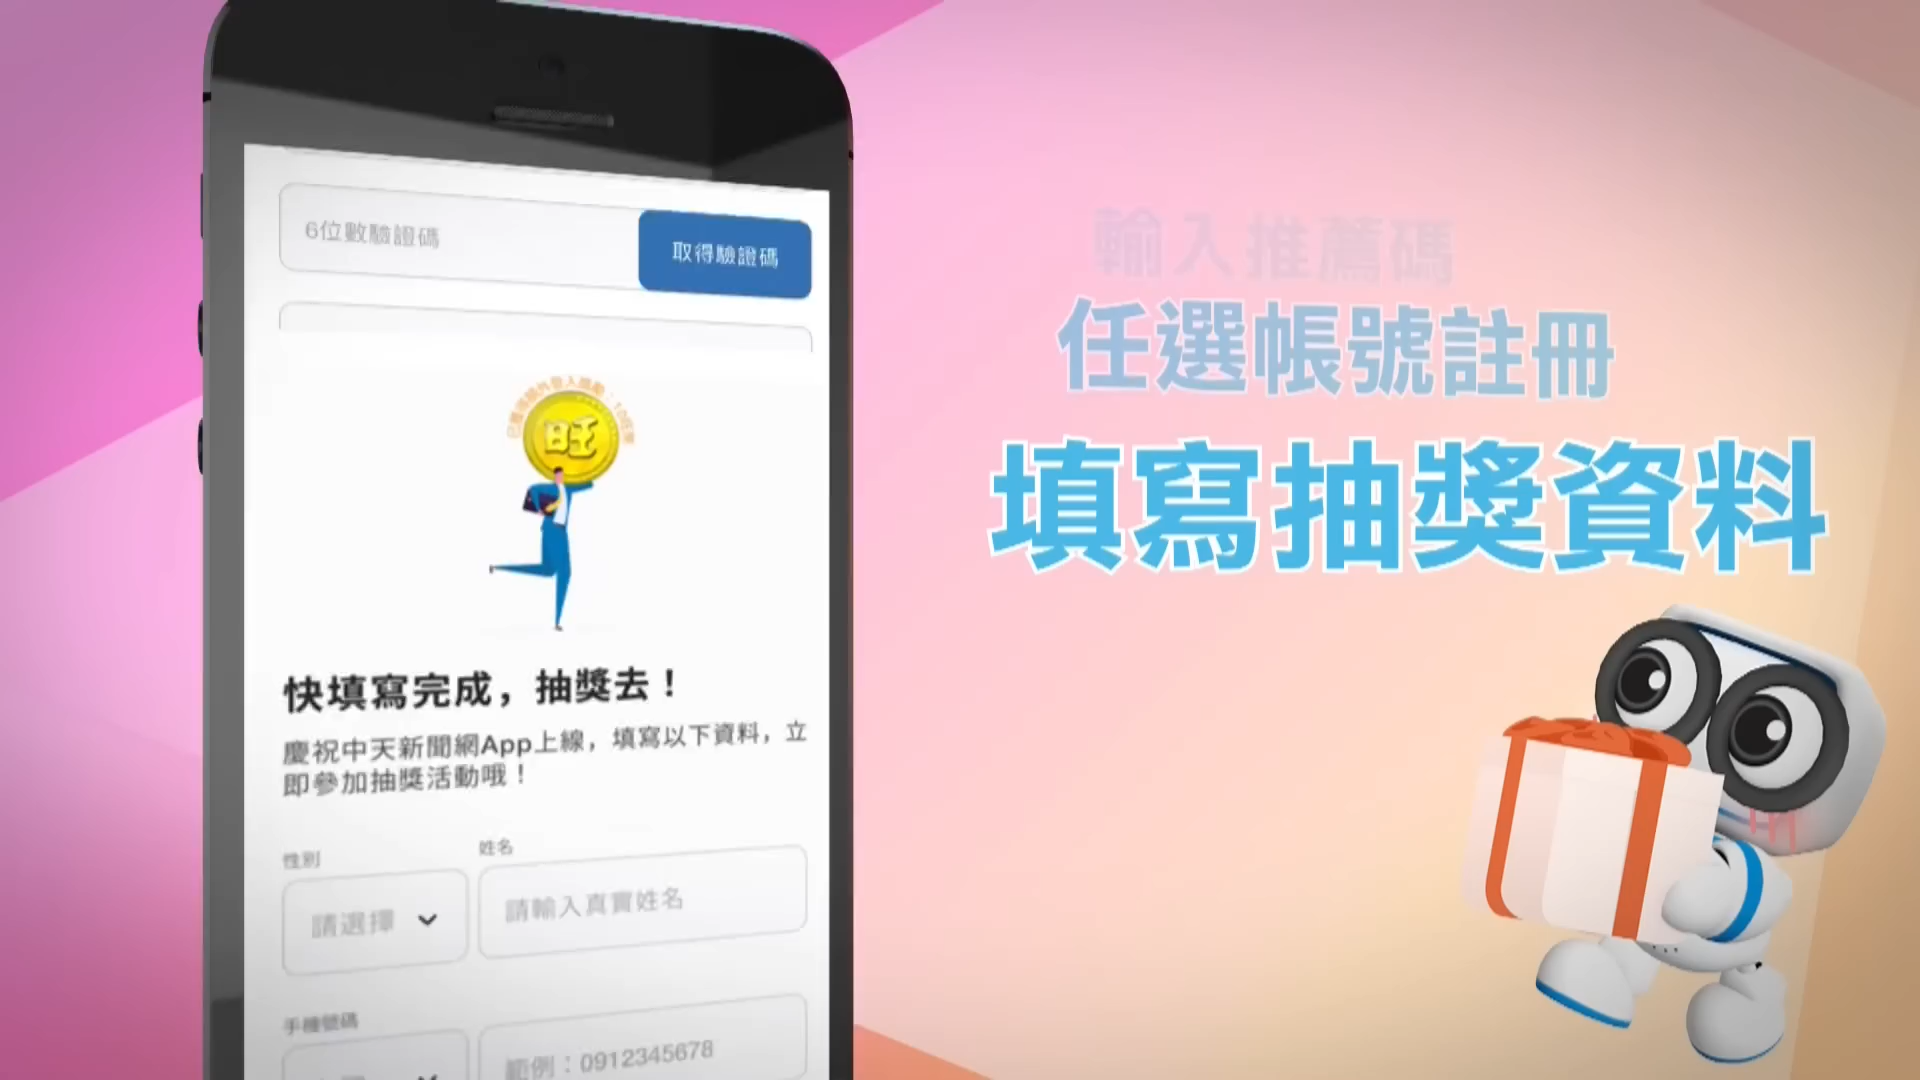 6位數驗證碼
取得驗證碼
旺
快填寫完成，抽獎去！
慶祝中天新聞網App上線，填寫以下資料，立
即參加抽獎活動哦！
性別
姓名
請選擇
請輸入真實姓名
手機號碼
範例：0912345678
輸入推薦碼
任選帳號註冊
填寫抽獎資料